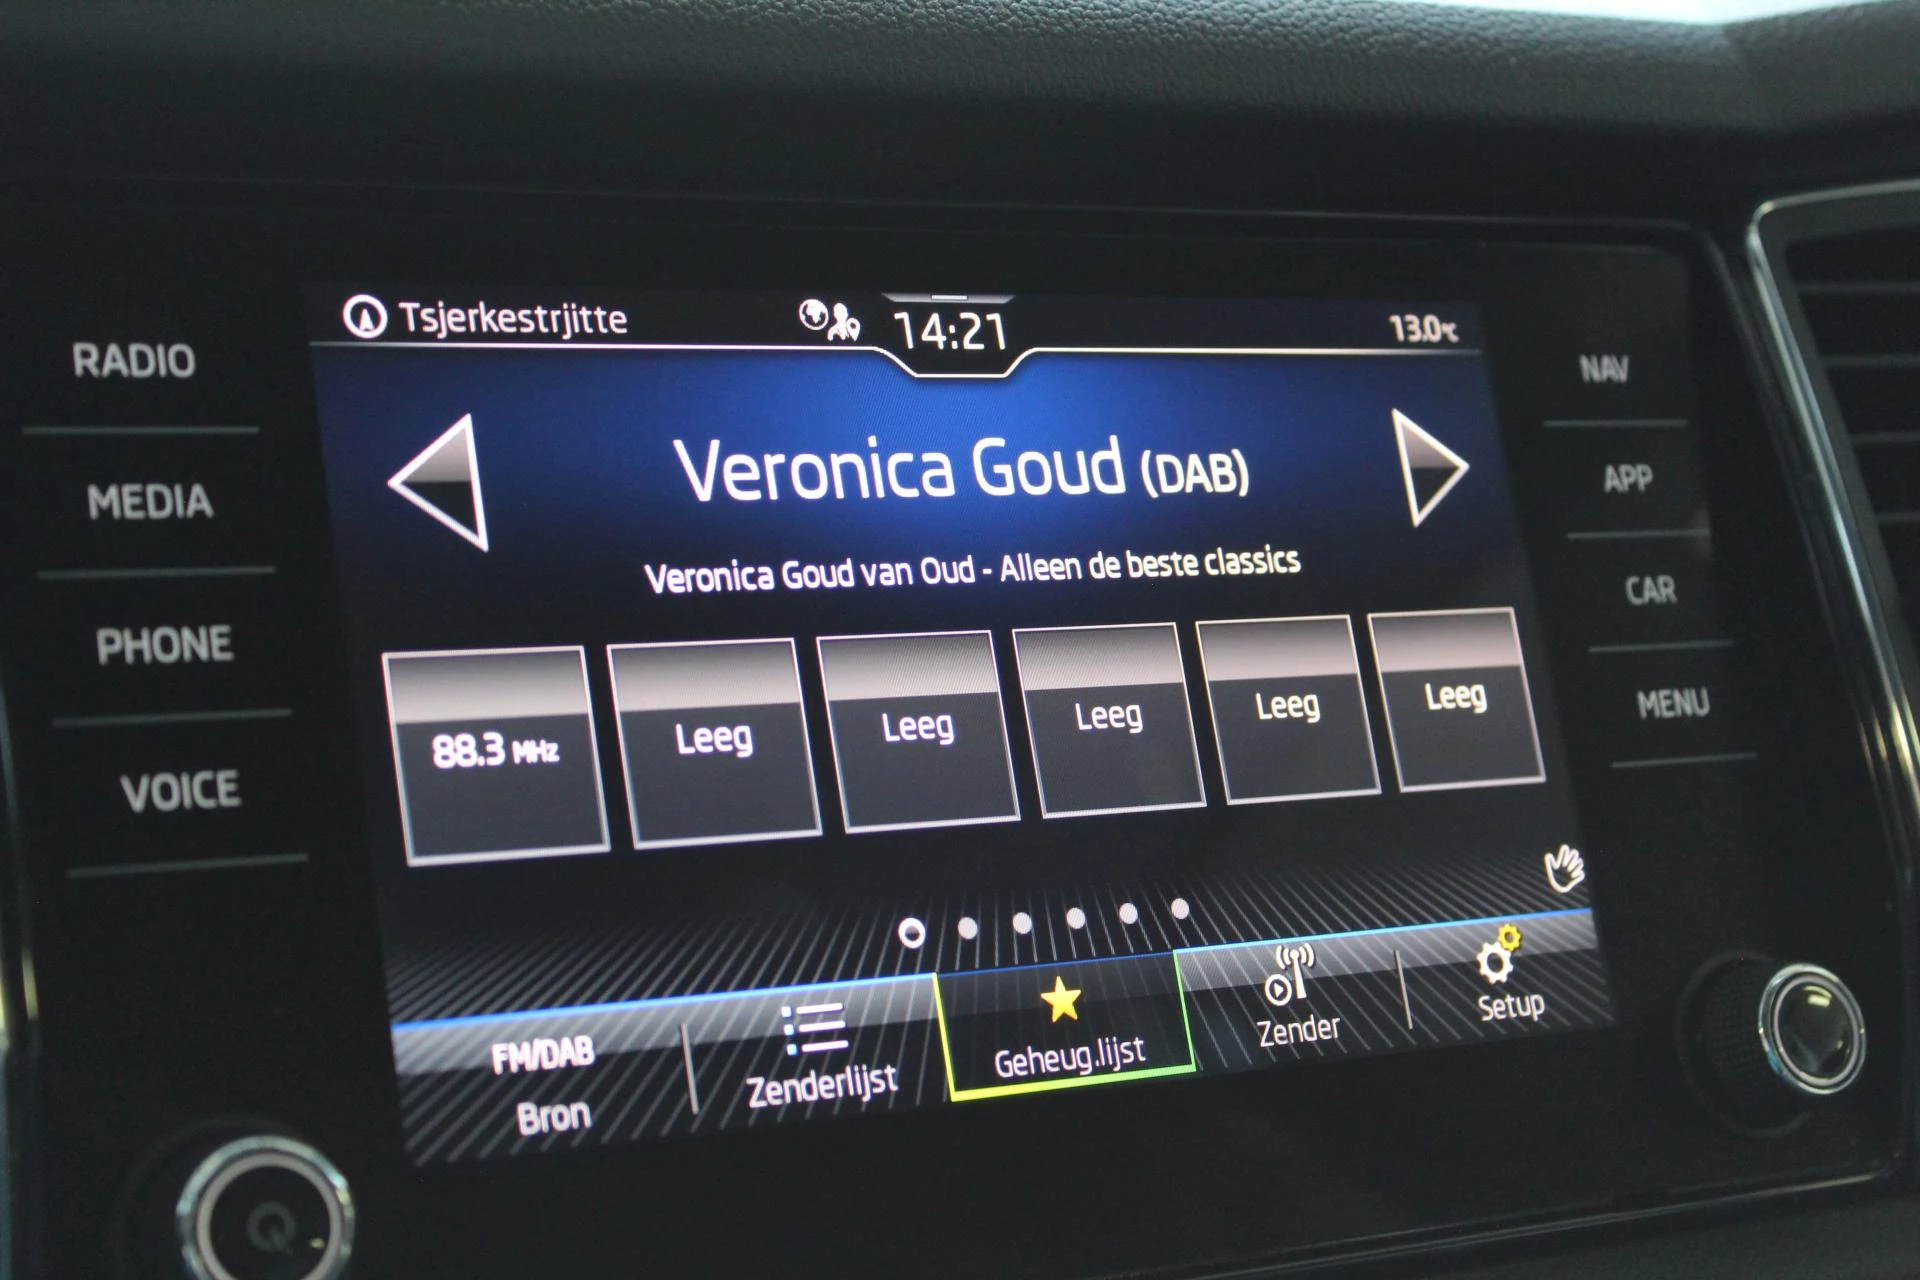 Tsjerkestrjitte
14:21
13.0°C
RADIO
MEDIA
PHONE
VOICE
NAV
APP
CAR
MENU
Veronica Goud (DAB)
Veronica Goud van Oud - Alleen de beste classics
88.3 MHz
Leeg
Leeg
Leeg
Leeg
Leeg
FM/DAB
Bron
Zenderlijst
Geheug.lijst
Zender
Setup